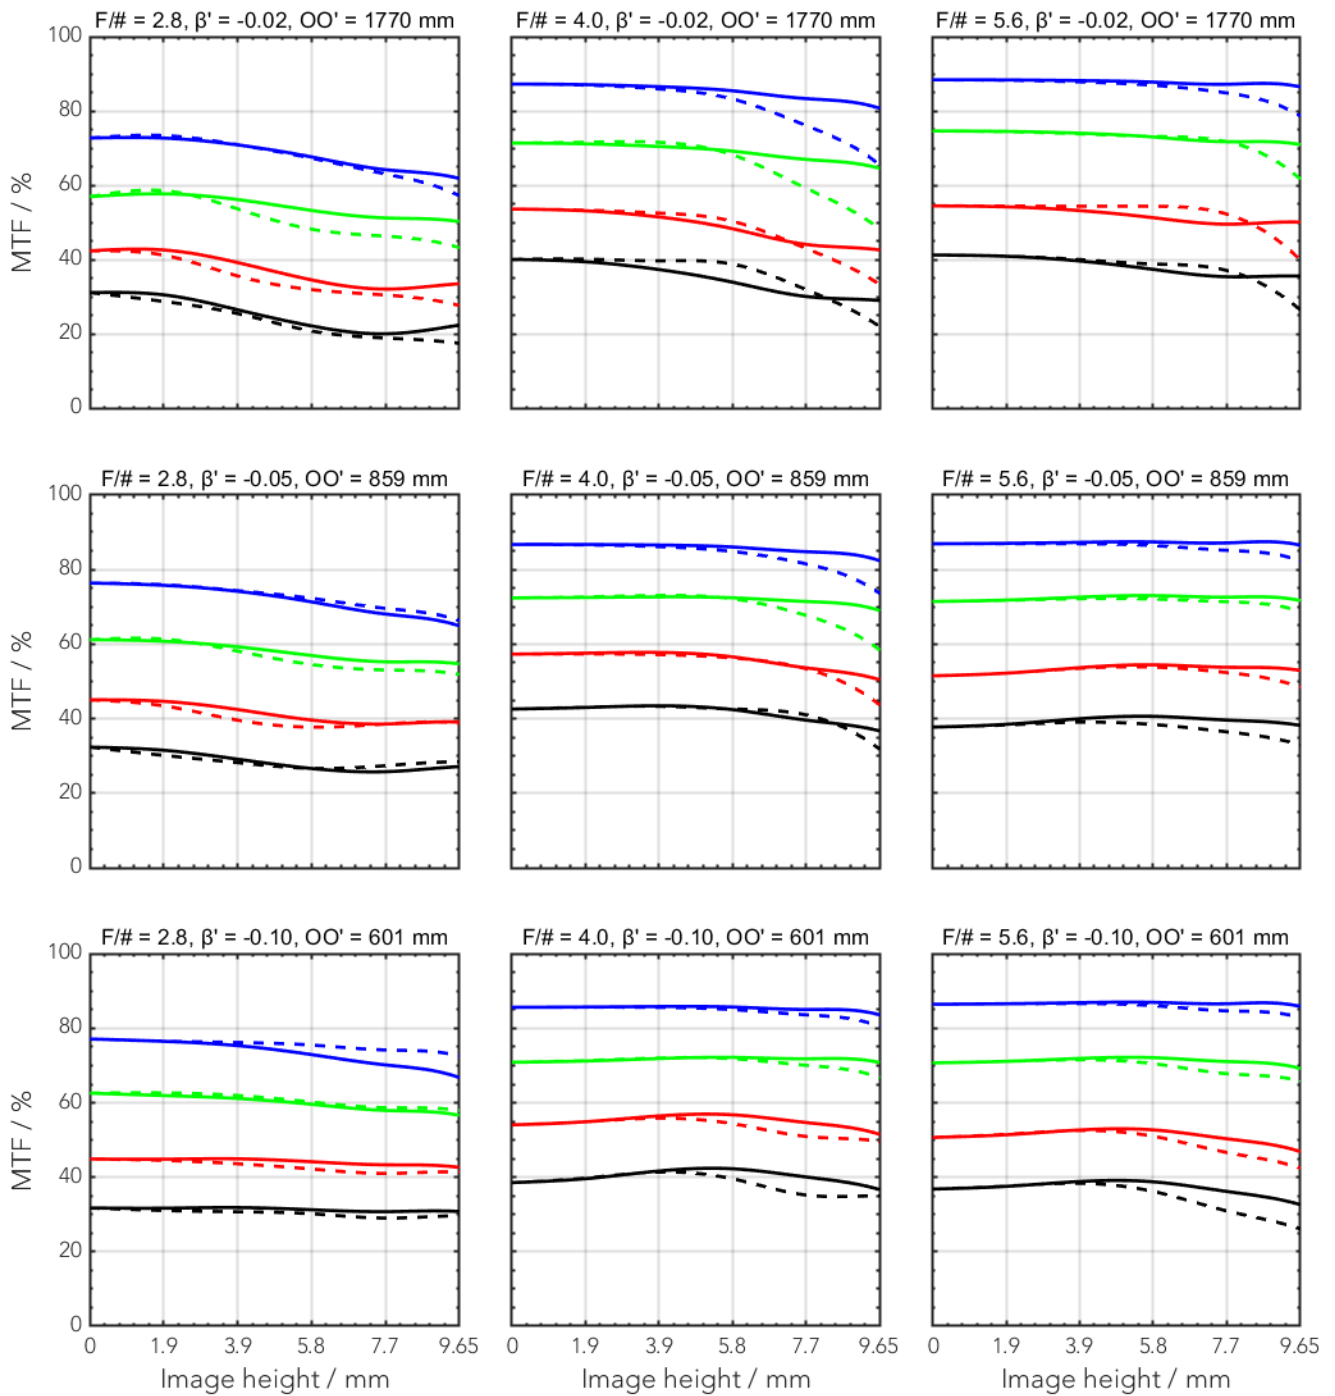 F/# = 2.8, β' = -0.02, OO' = 1770 mm
F/# = 4.0, β' = -0.02, OO' = 1770 mm
F/# = 5.6, β' = -0.02, OO' = 1770 mm
100
80
60
40
20
0
MTF / %
F/# = 2.8, β' = -0.05, OO' = 859 mm
F/# = 4.0, β' = -0.05, OO' = 859 mm
F/# = 5.6, β' = -0.05, OO' = 859 mm
100
80
60
40
20
0
MTF / %
F/# = 2.8, β' = -0.10, OO' = 601 mm
F/# = 4.0, β' = -0.10, OO' = 601 mm
F/# = 5.6, β' = -0.10, OO' = 601 mm
100
80
60
40
20
0
MTF / %
0 1.9 3.9 5.8 7.7 9.65
0 1.9 3.9 5.8 7.7 9.65
0 1.9 3.9 5.8 7.7 9.65
Image height / mm
Image height / mm
Image height / mm